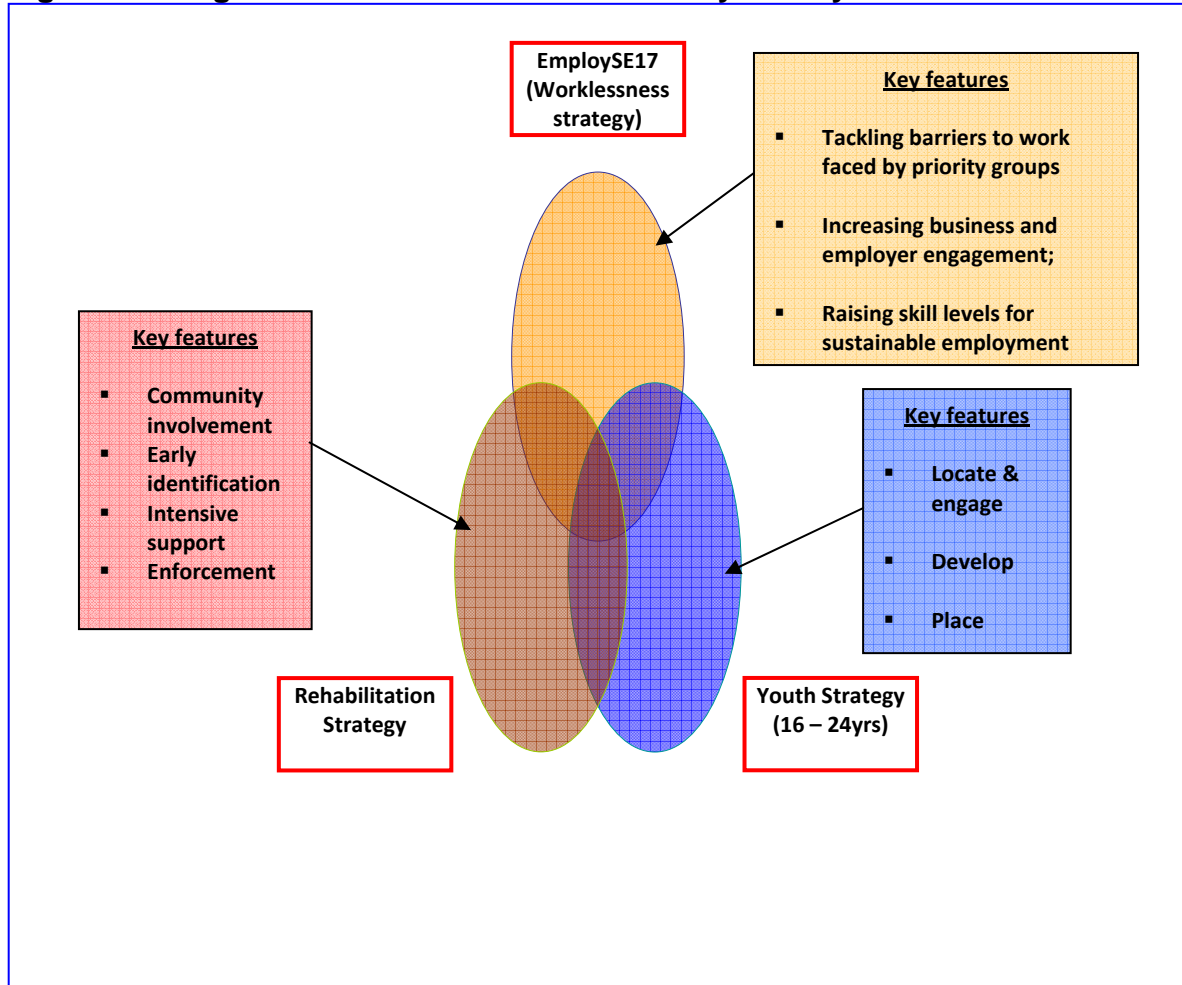 EmploySE17
(Worklessness
strategy)
Key features
▪ Tackling barriers to work
faced by priority groups
▪ Increasing business and
employer engagement;
▪ Raising skill levels for
sustainable employment
Key features
▪ Community
involvement
▪ Early
identification
▪ Intensive
support
▪ Enforcement
Key features
▪ Locate &
engage
▪ Develop
▪ Place
Rehabilitation
Strategy
Youth Strategy
(16 – 24yrs)